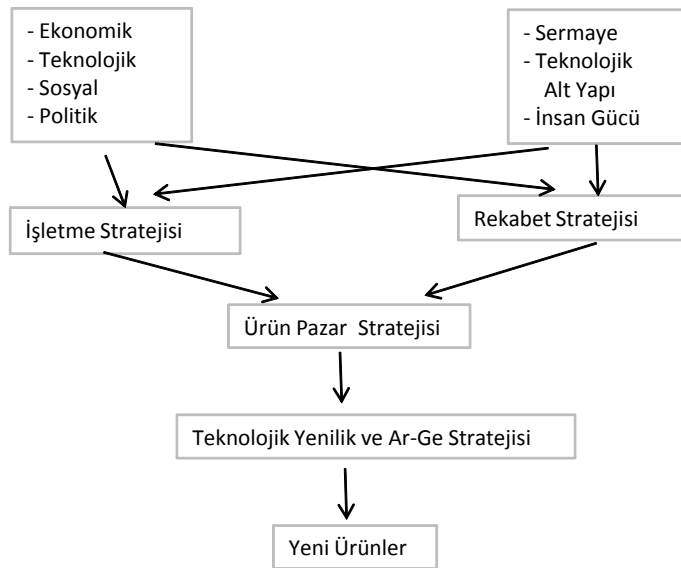 - Ekonomik
- Teknolojik
- Sosyal
- Politik
- Sermaye
- Teknolojik
Alt Yapı
- İnsan Gücü
İşletme Stratejisi
Rekabet Stratejisi
Ürün Pazar Stratejisi
Teknolojik Yenilik ve Ar-Ge Stratejisi
Yeni Ürünler